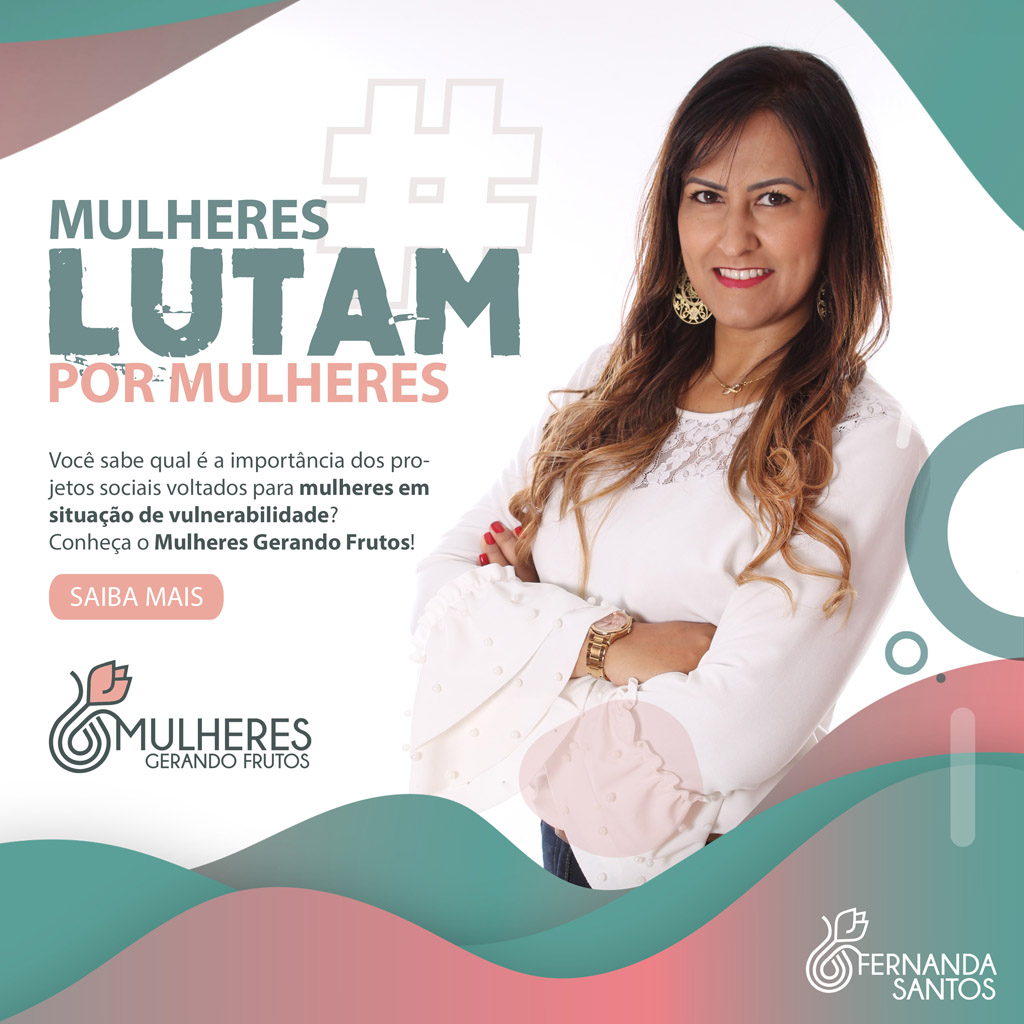 #
MULHERES
LUTAM
POR MULHERES
Você sabe qual é a importância dos pro-
jetos sociais voltados para mulheres em
situação de vulnerabilidade?
Conheça o Mulheres Gerando Frutos!
SAIBA MAIS
MULHERES
GERANDO FRUTOS
FERNANDA
SANTOS